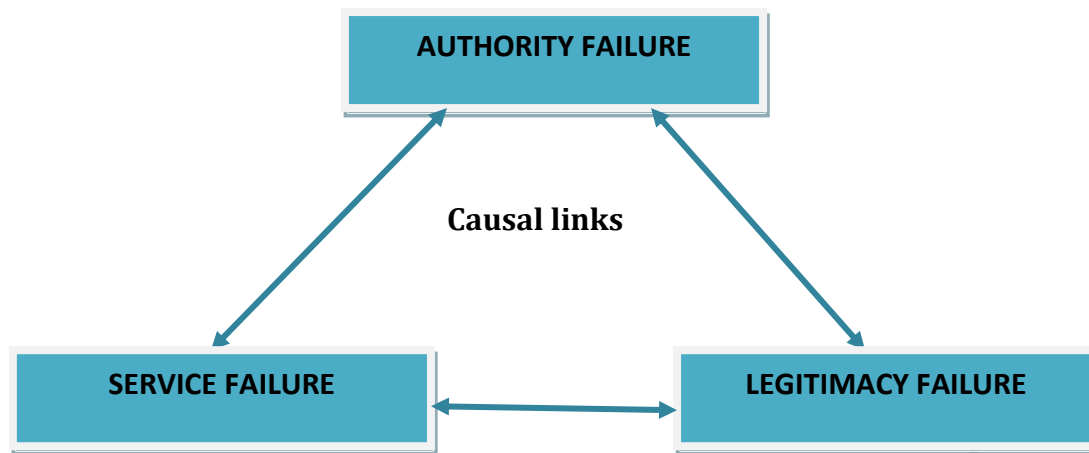 AUTHORITY FAILURE
Causal links
SERVICE FAILURE
LEGITIMACY FAILURE